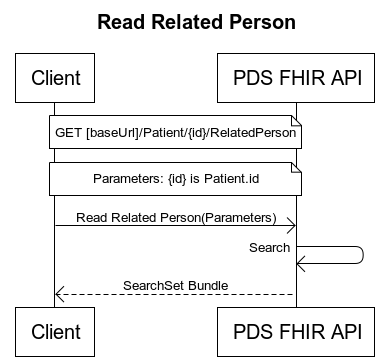 Read Related Person
Client
PDS FHIR API
GET [baseUrl]/Patient/{id}/RelatedPerson
Parameters: {id} is Patient.id
Read Related Person(Parameters)
Search
SearchSet Bundle
Client
PDS FHIR API